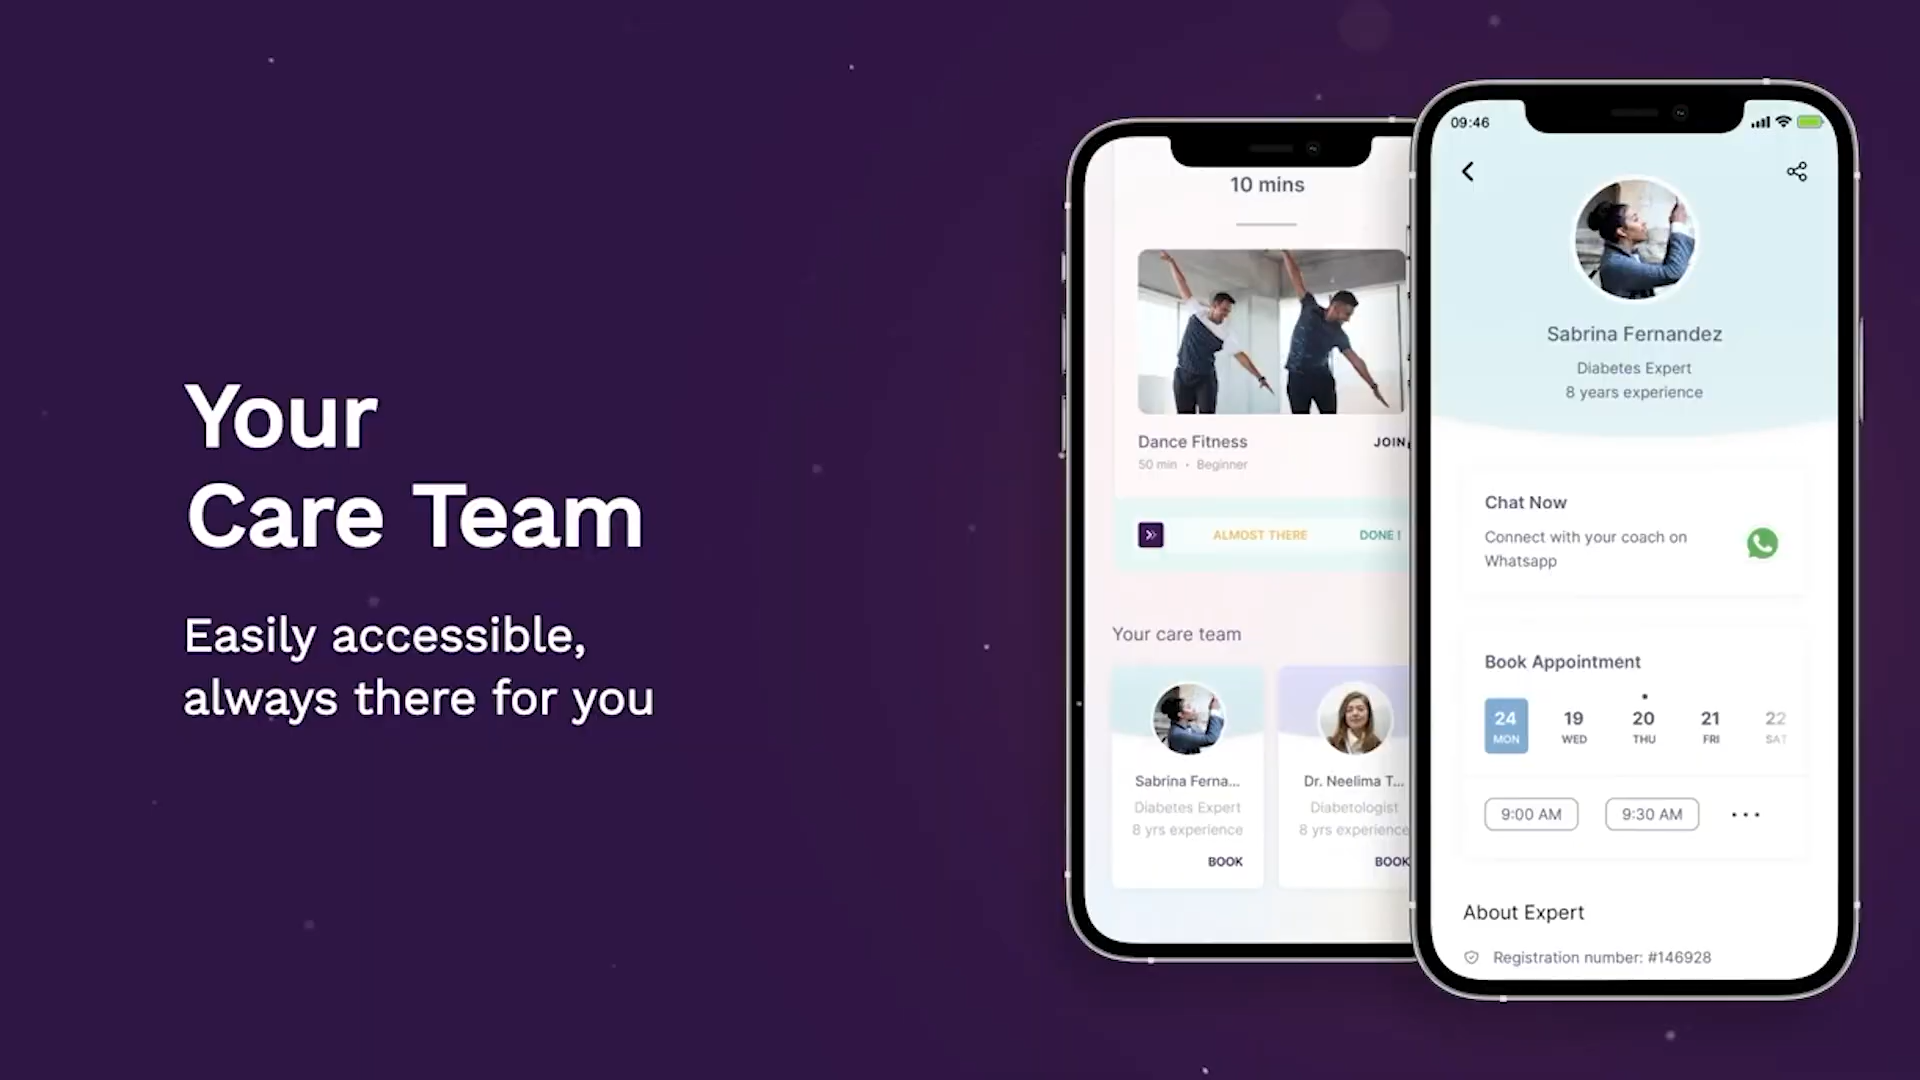 Your
Care Team
Easily accessible,
always there for you
10 mins
Dance Fitness
JOIN
50 min • Beginner
ALMOST THERE
DONE !
Your care team
Sabrina Ferna...
Diabetes Expert
8 yrs experience
BOOK
Dr. Neelima T...
Diabetologist
8 yrs experience
BOOK
09:46
Sabrina Fernandez
Diabetes Expert
8 years experience
Chat Now
Connect with your coach on
Whatsapp
Book Appointment
24 19 20 21 22
MON WED THU FRI SAT
9:00 AM 9:30 AM ...
About Expert
Registration number: #146928